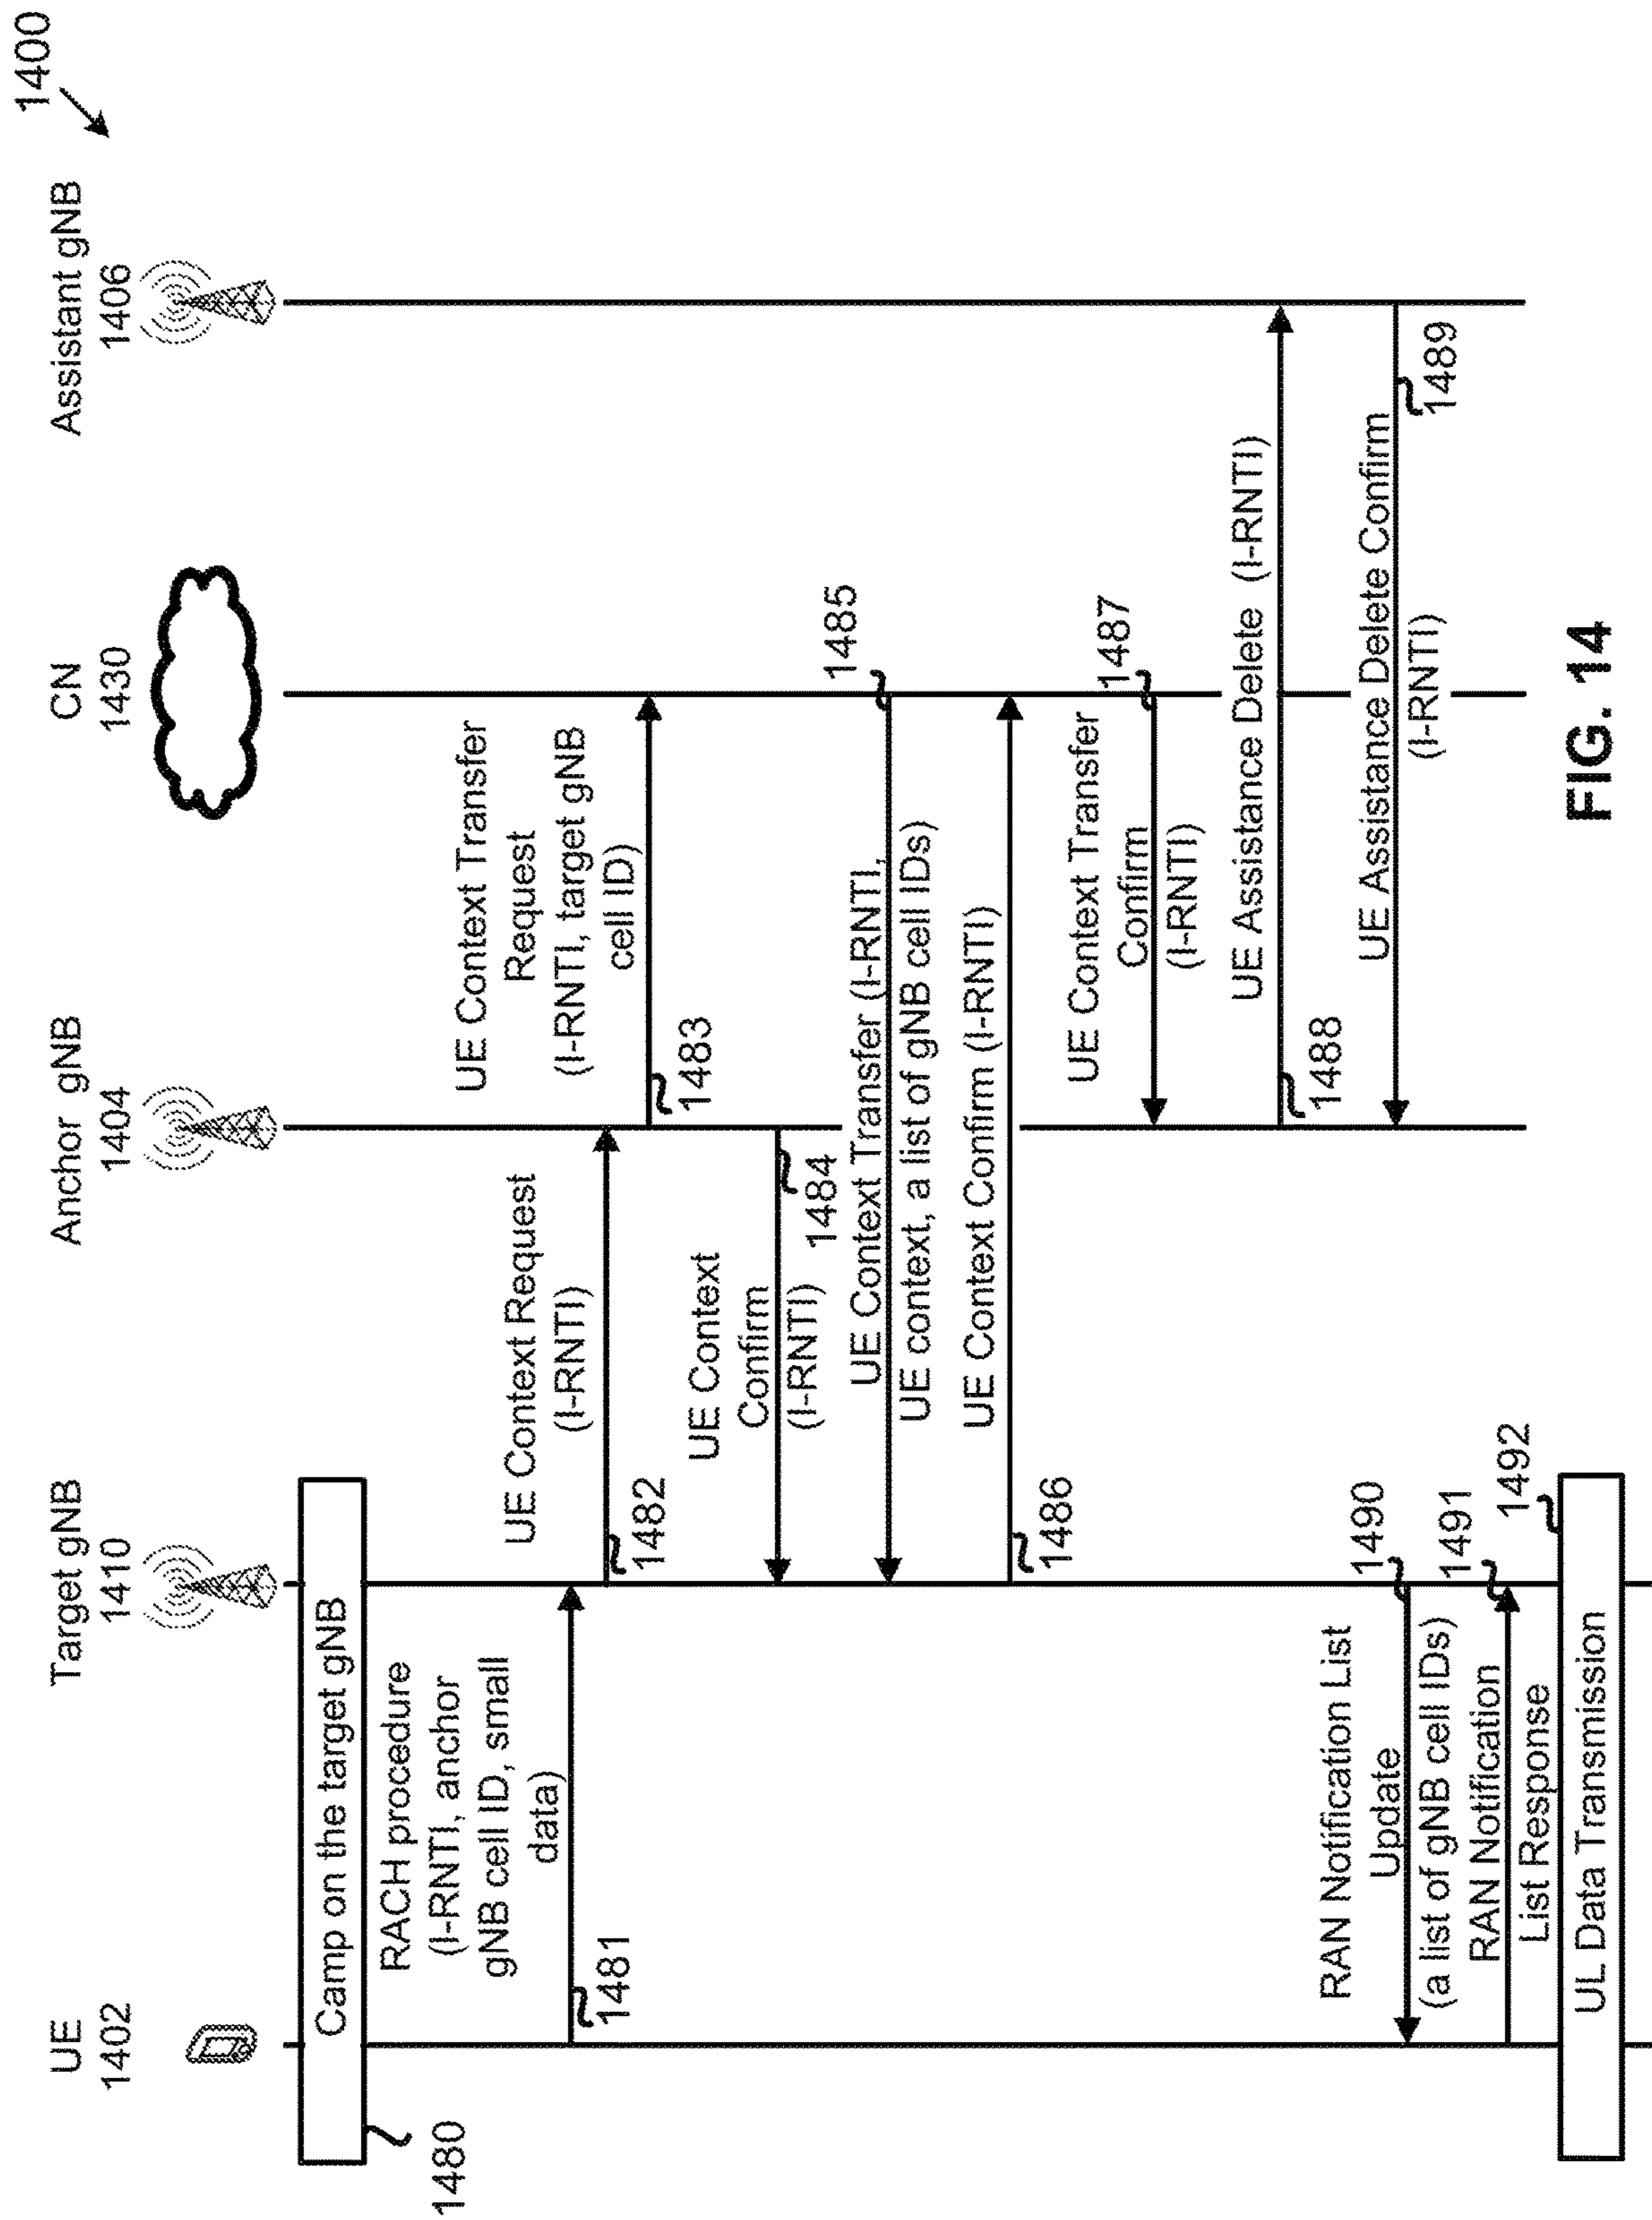 1400
UE
1402
Target gNB
1410
Anchor gNB
1404
CN
1430
Assistant gNB
1406
1480
Camp on the target gNB
RACH procedure
(I-RNTI, anchor
gNB cell ID, small
data)
1481
UE Context Request
(I-RNTI)
1482
UE Context Transfer
Request
(I-RNTI, target gNB
cell ID)
1483
UE Context
Confirm
(I-RNTI)
1484
1485
UE Context Transfer (I-RNTI,
UE context, a list of gNB cell IDs)
UE Context Confirm (I-RNTI)
1486
1487
UE Context Transfer
Confirm
(I-RNTI)
UE Assistance Delete (I-RNTI)
1488
UE Assistance Delete Confirm
(I-RNTI)
1489
RAN Notification List
Update
(a list of gNB cell IDs)
1490
RAN Notification
List Response
1491
1492
UL Data Transmission
FIG. 14